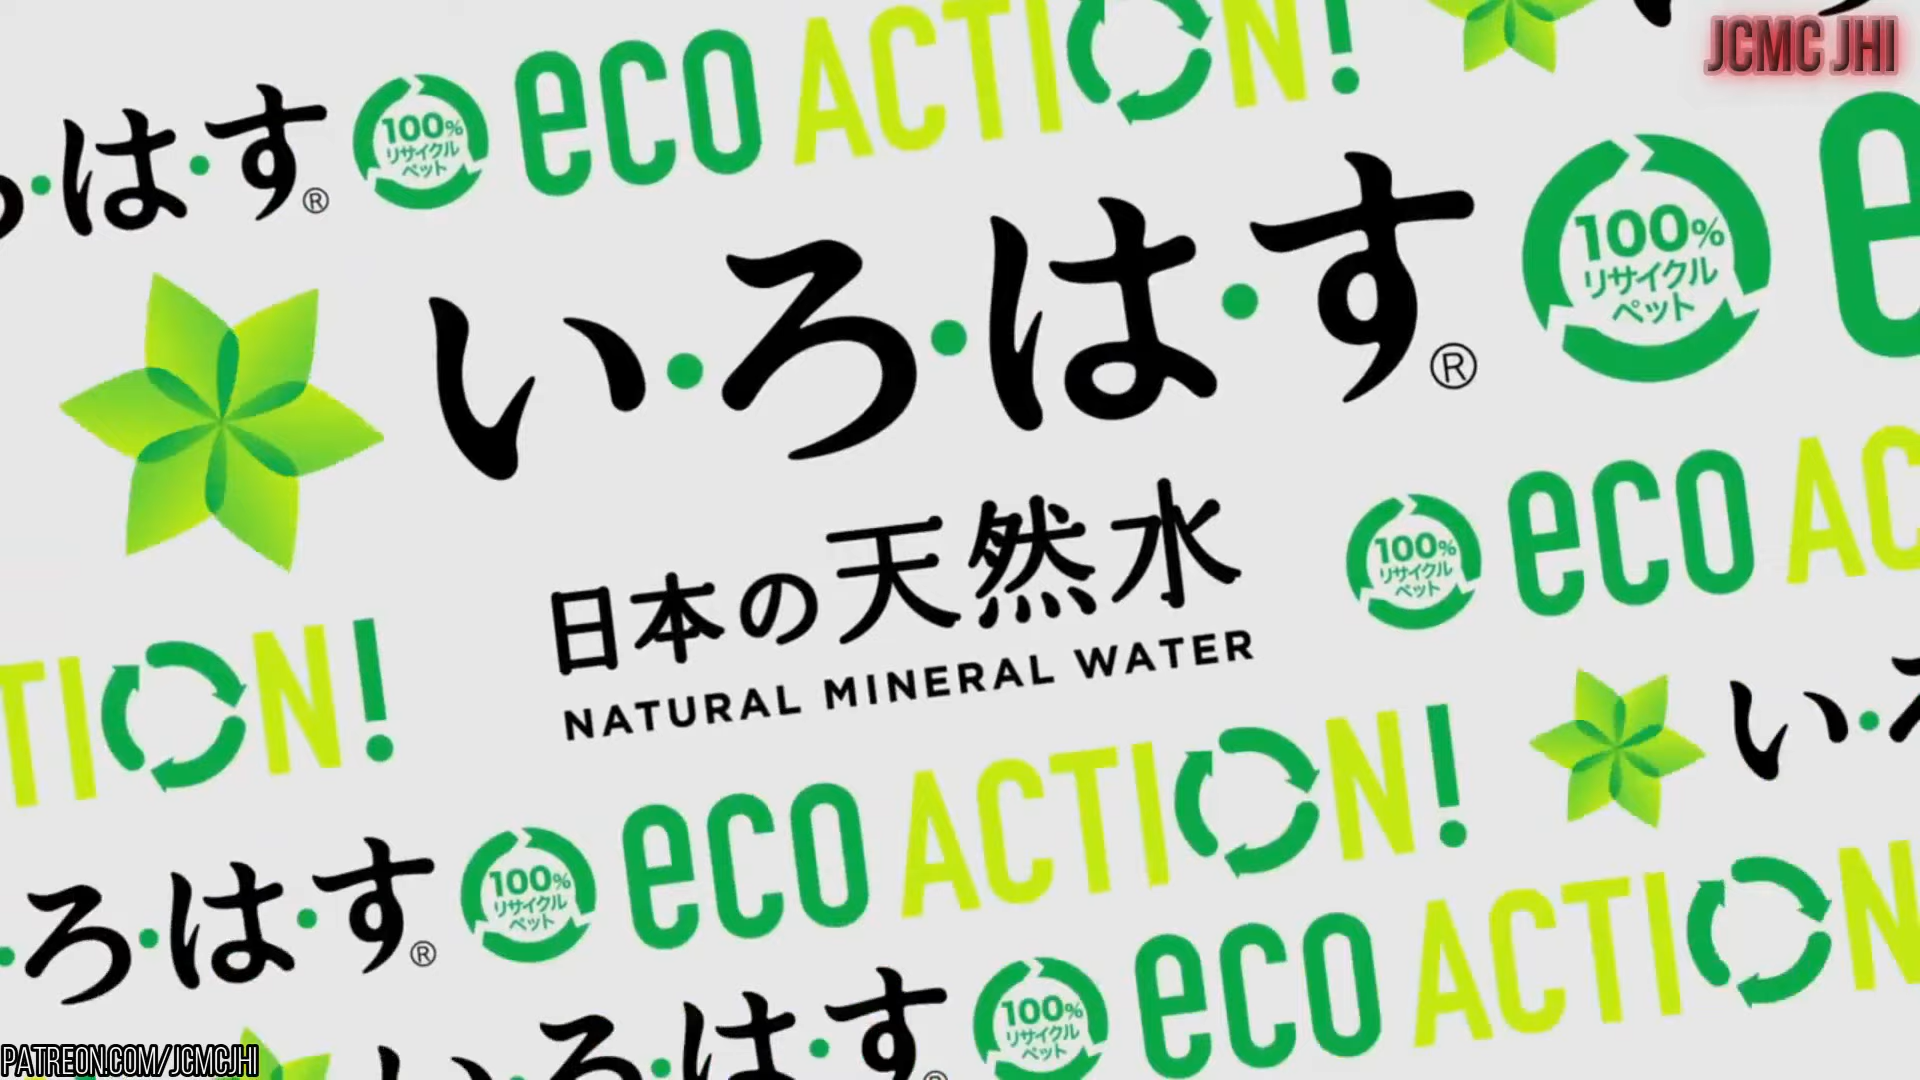 JCMC JHI
ろ・は・す®
100%
リサイクル
ペット
eco ACTION!
い・ろ・は・す®
100%
リサイクル
ペット
e
日本の天然水
NATURAL MINERAL WATER
100%
リサイクル
ペット
eco AC
TION!
い・ろ
ろ・は・す®
100%
リサイクル
ペット
eco ACTION!
い・ろ・は・す®
100%
リサイクル
ペット
eco ACTION
PATREON.COM/JCMCJHI